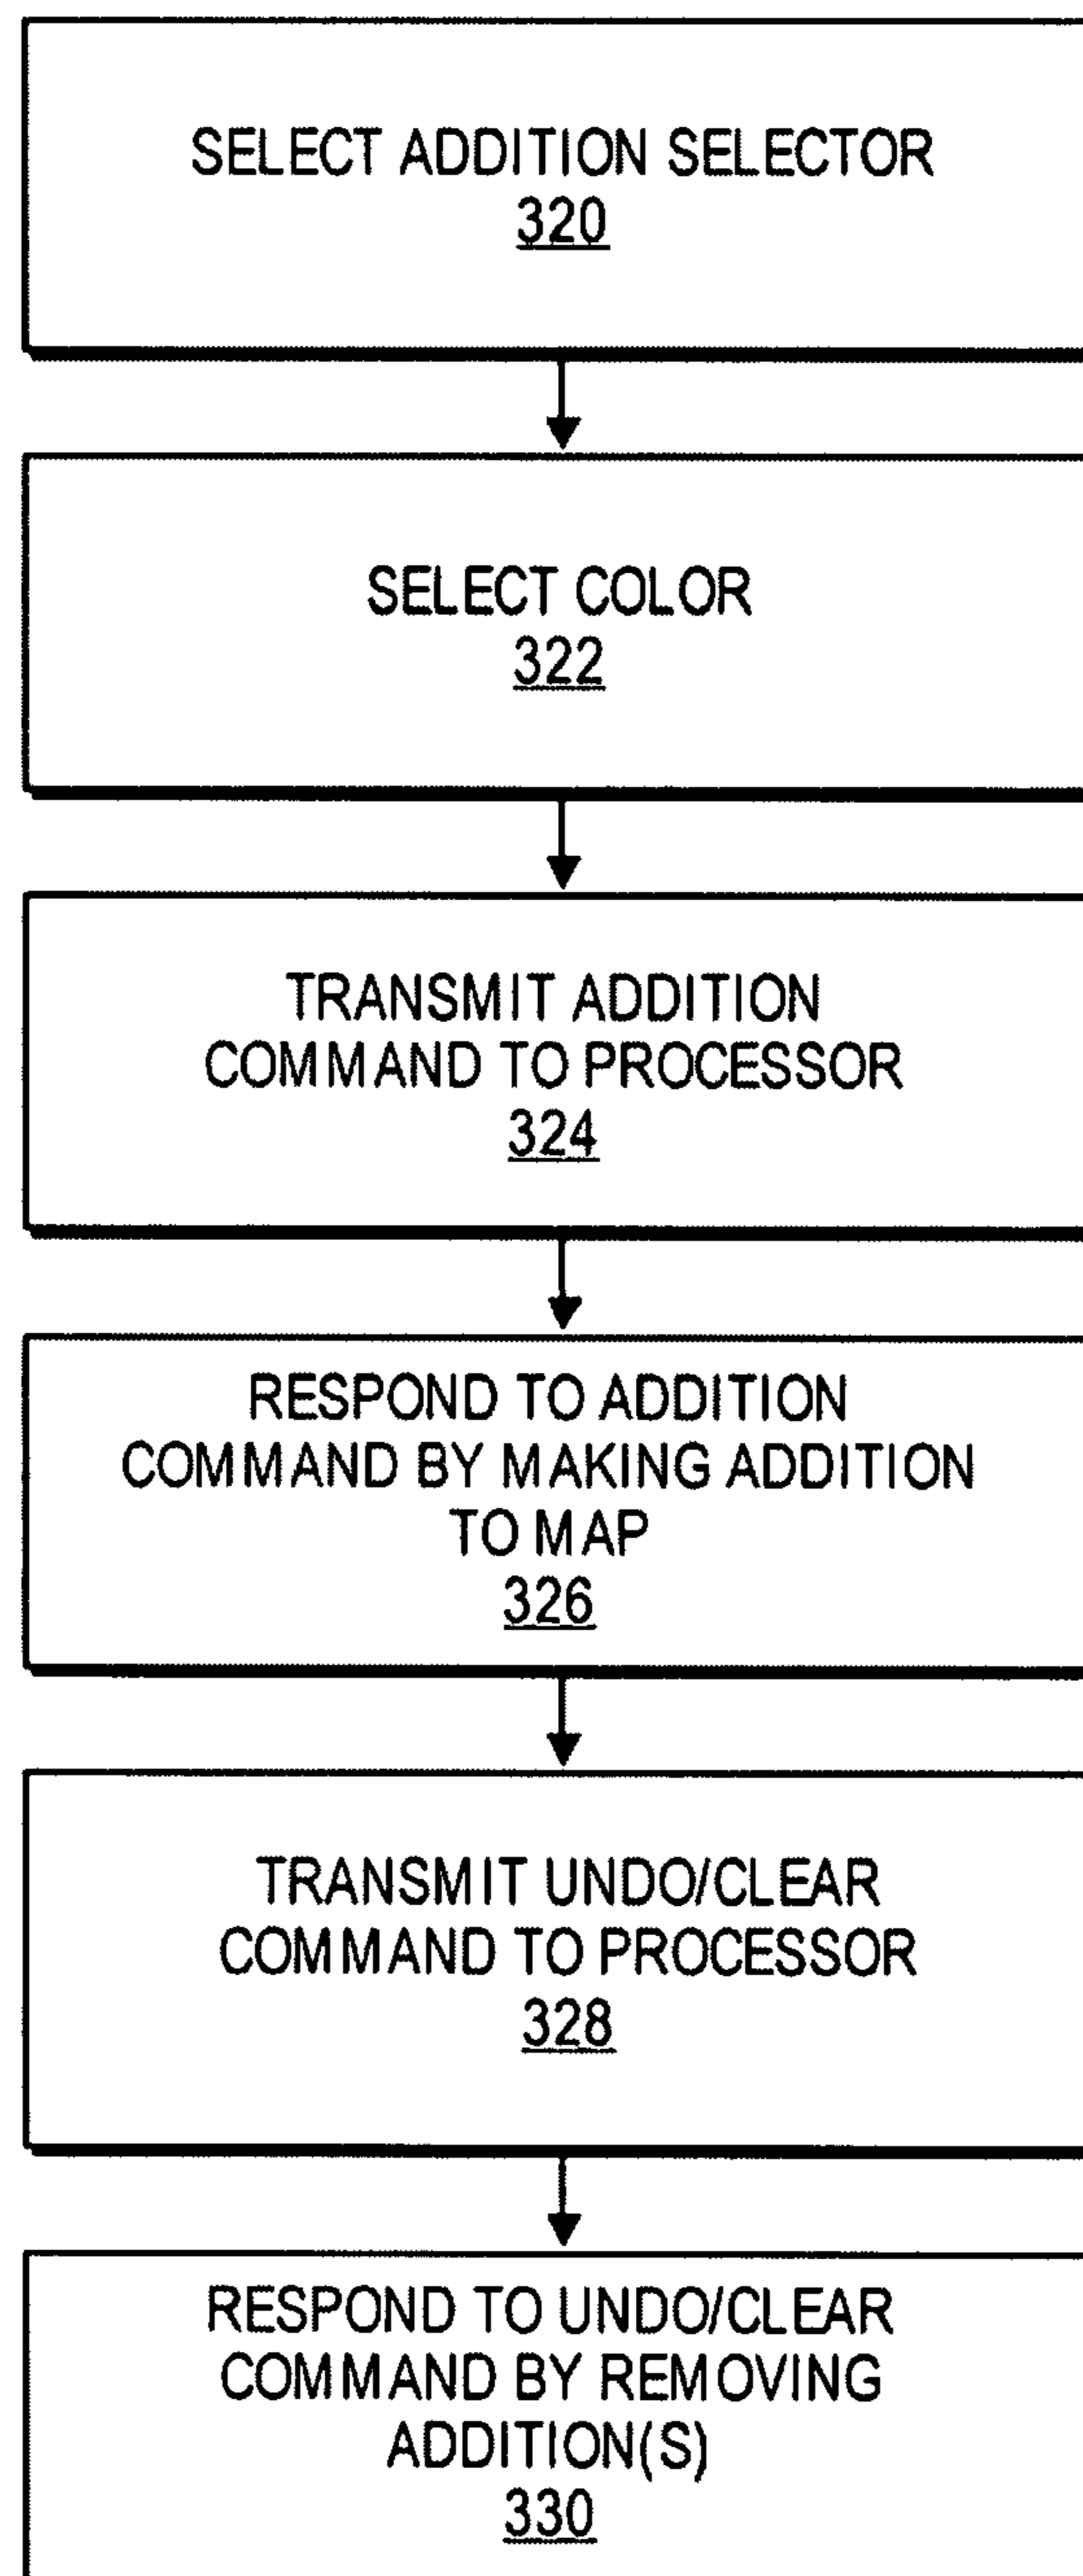 SELECT ADDITION SELECTOR
320
SELECT COLOR
322
TRANSMIT ADDITION
COMMAND TO PROCESSOR
324
RESPOND TO ADDITION
COMMAND BY MAKING ADDITION
TO MAP
326
TRANSMIT UNDO/CLEAR
COMMAND TO PROCESSOR
328
RESPOND TO UNDO/CLEAR
COMMAND BY REMOVING
ADDITION(S)
330